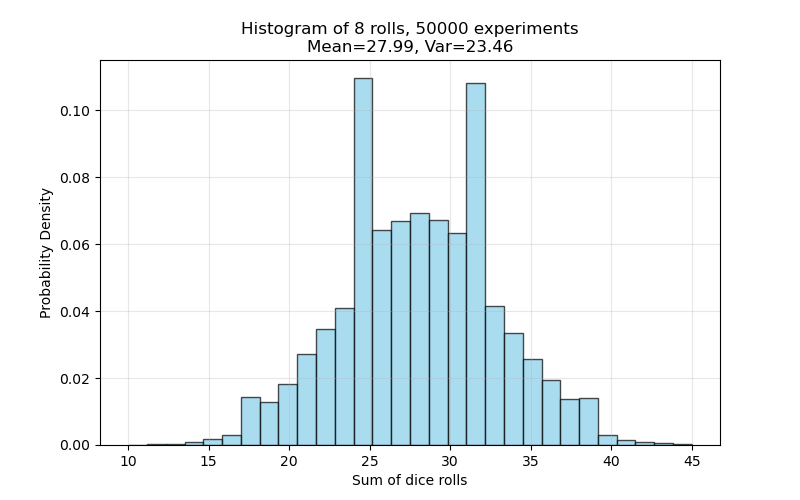 Histogram of 8 rolls, 50000 experiments
Mean=27.99, Var=23.46
0.10
0.08
0.06
0.04
0.02
0.00
Probability Density
10 15 20 25 30 35 40 45
Sum of dice rolls